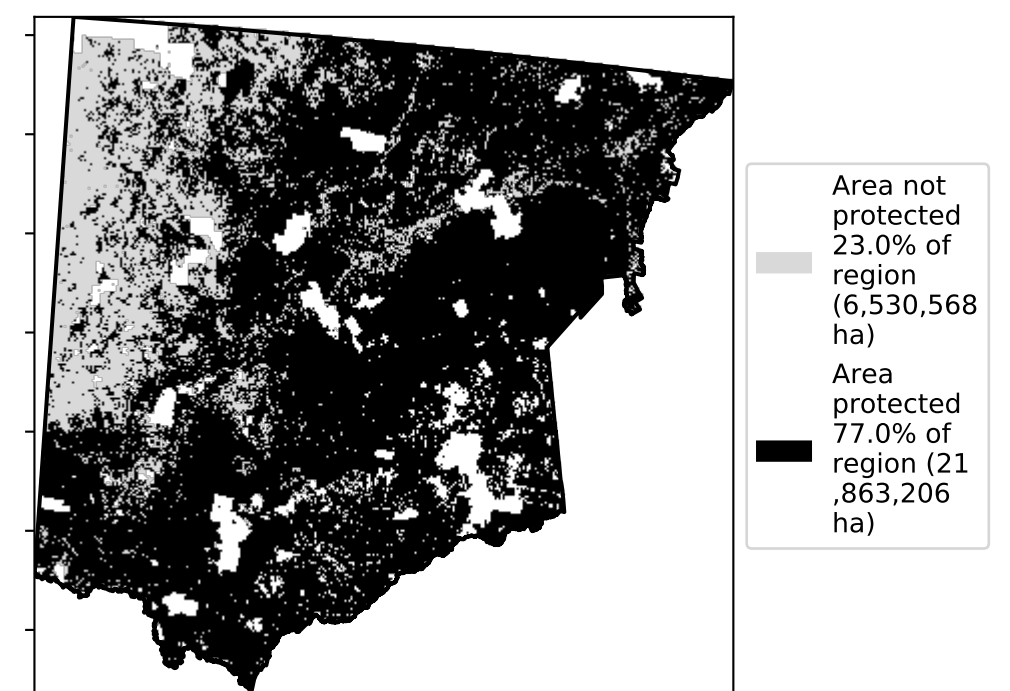 Area not
protected
23.0% of
region
(6,530,568
ha)
Area
protected
77.0% of
region (21
,863,206
ha)